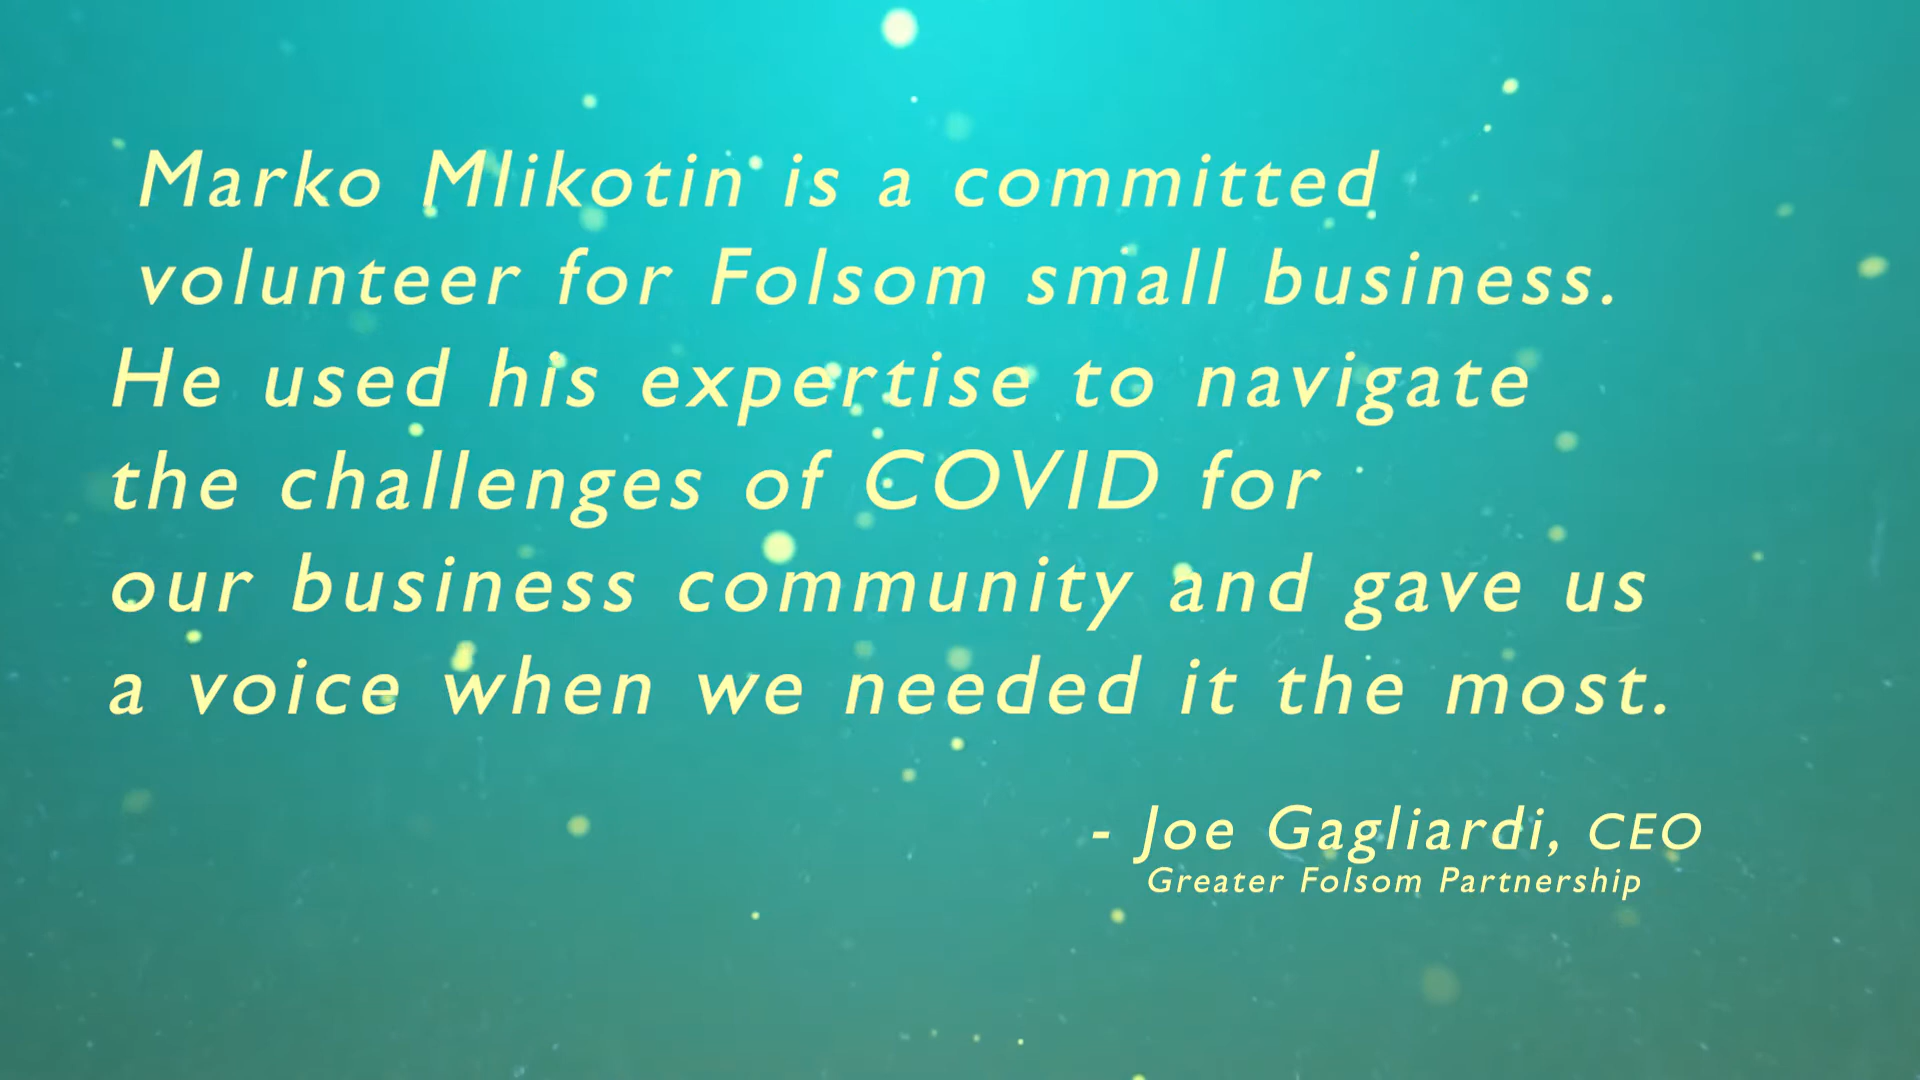 Marko Mlikotin is a committed
volunteer for Folsom small business.
He used his expertise to navigate
the challenges of COVID for
our business community and gave us
a voice when we needed it the most.
- Joe Gagliardi, CEO
Greater Folsom Partnership